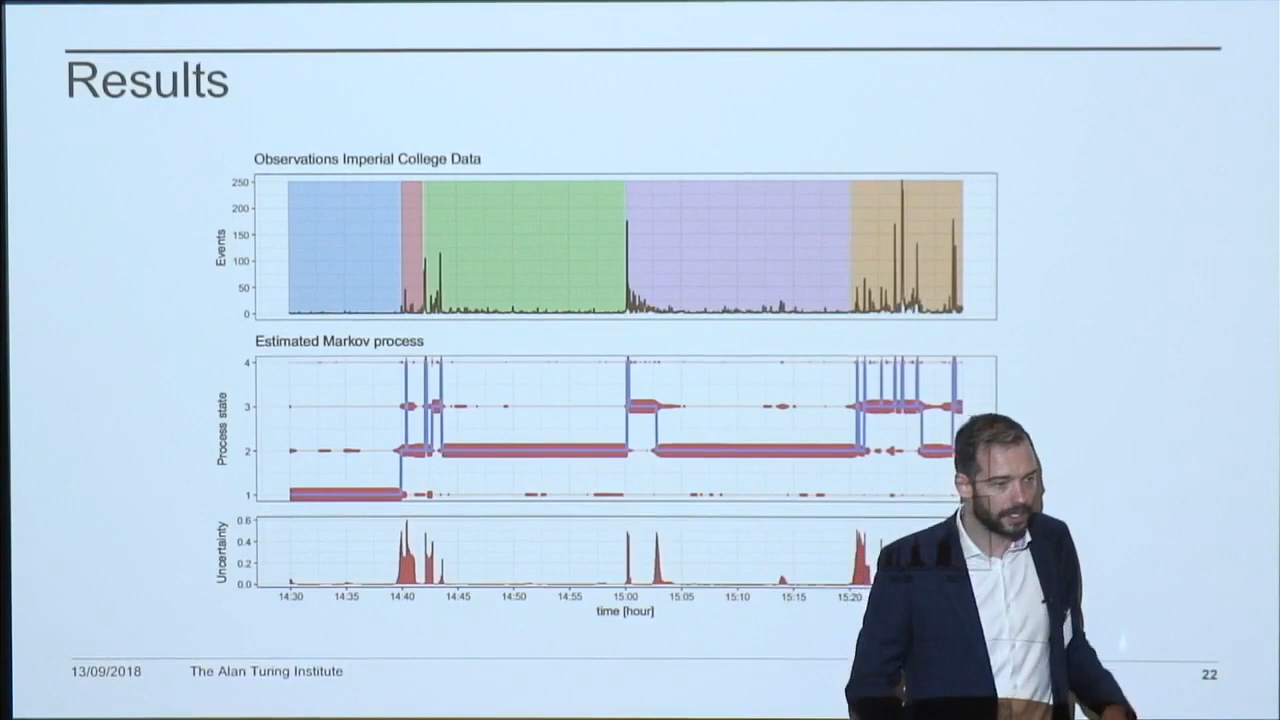 Results
Observations Imperial College Data
Events
250
200
150
100
50
0
Estimated Markov process
Process state
4
3
2
1
Uncertainty
0.6
0.4
0.2
0.0
14:30 14:35 14:40 14:45 14:50 14:55 15:00 15:05 15:10 15:15 15:20
time [hour]
13/09/2018 The Alan Turing Institute 22